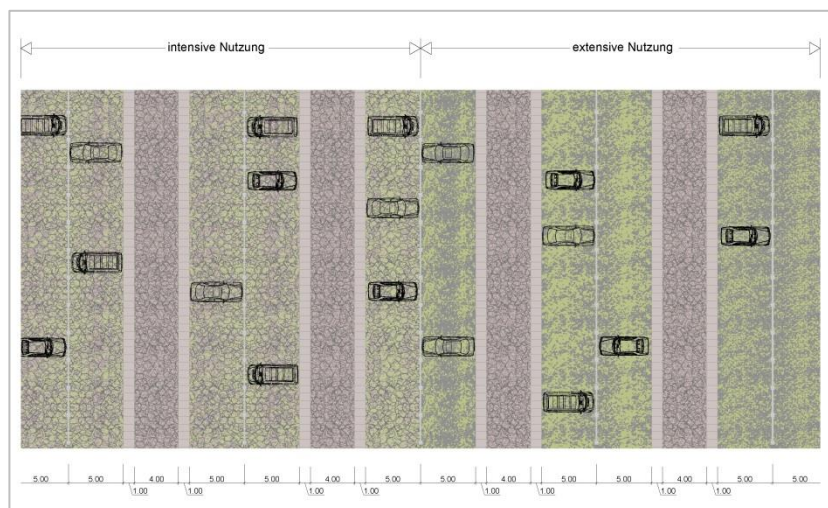 intensive Nutzung extensive Nutzung
5.00 5.00 4.00 5.00 5.00 4.00 5.00 5.00 4.00 5.00 5.00 4.00 5.00 5.00
1.00 1.00 1.00 1.00 1.00 1.00 1.00 1.00